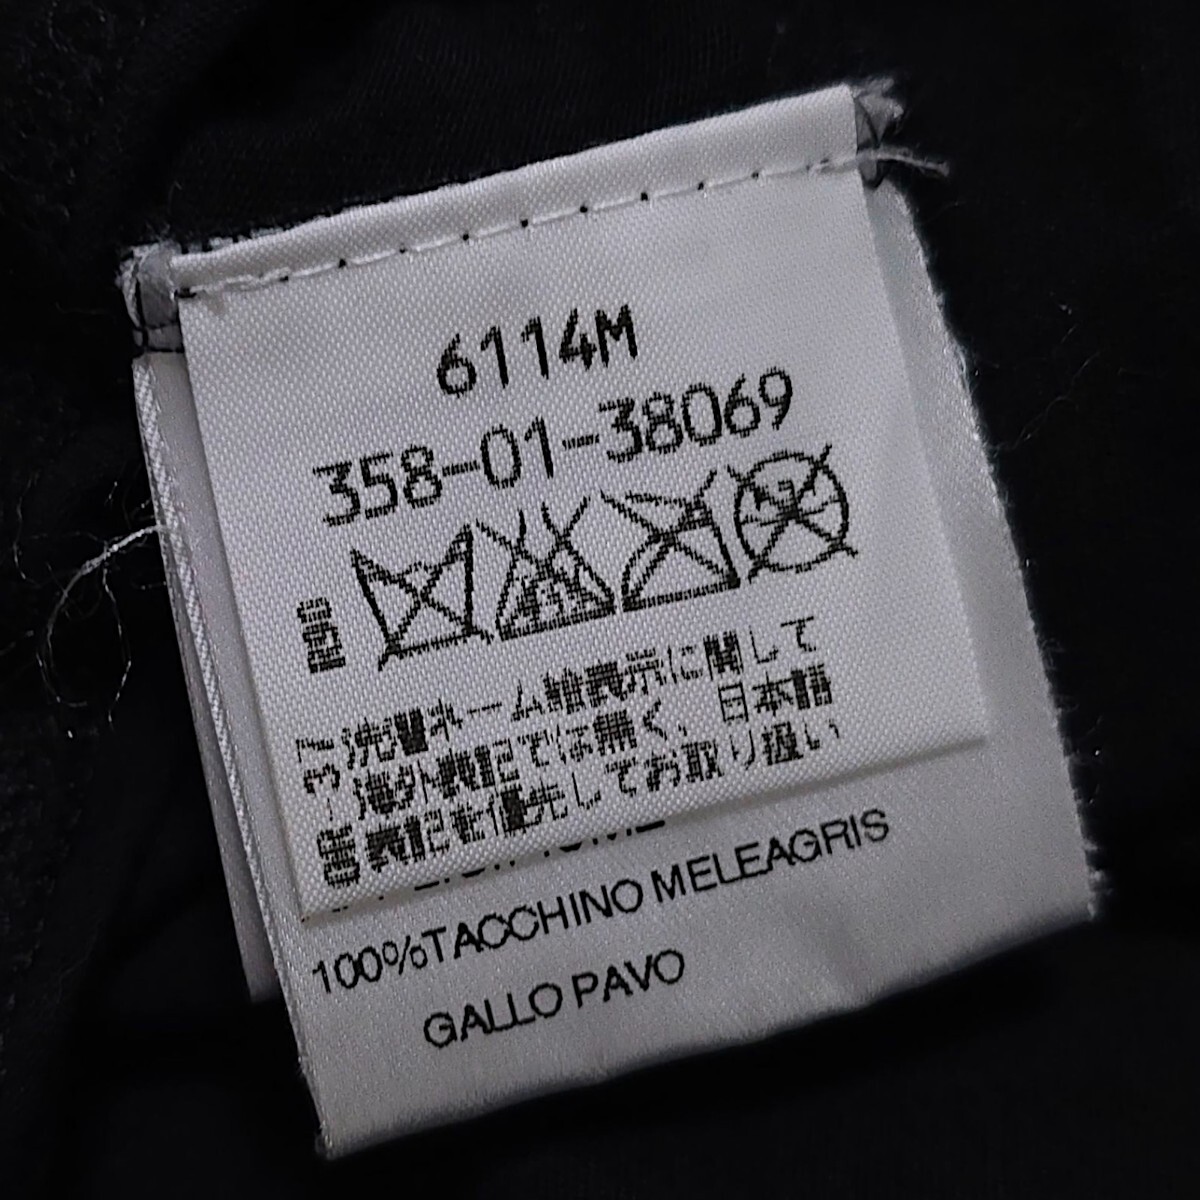 6114M
358-01-38069
洗濯ネーム絵表示に関して
海外表記では無く、日本語
表記を優先してお取り扱い
100%TACCHINO MELEAGRIS
GALLO PAVO